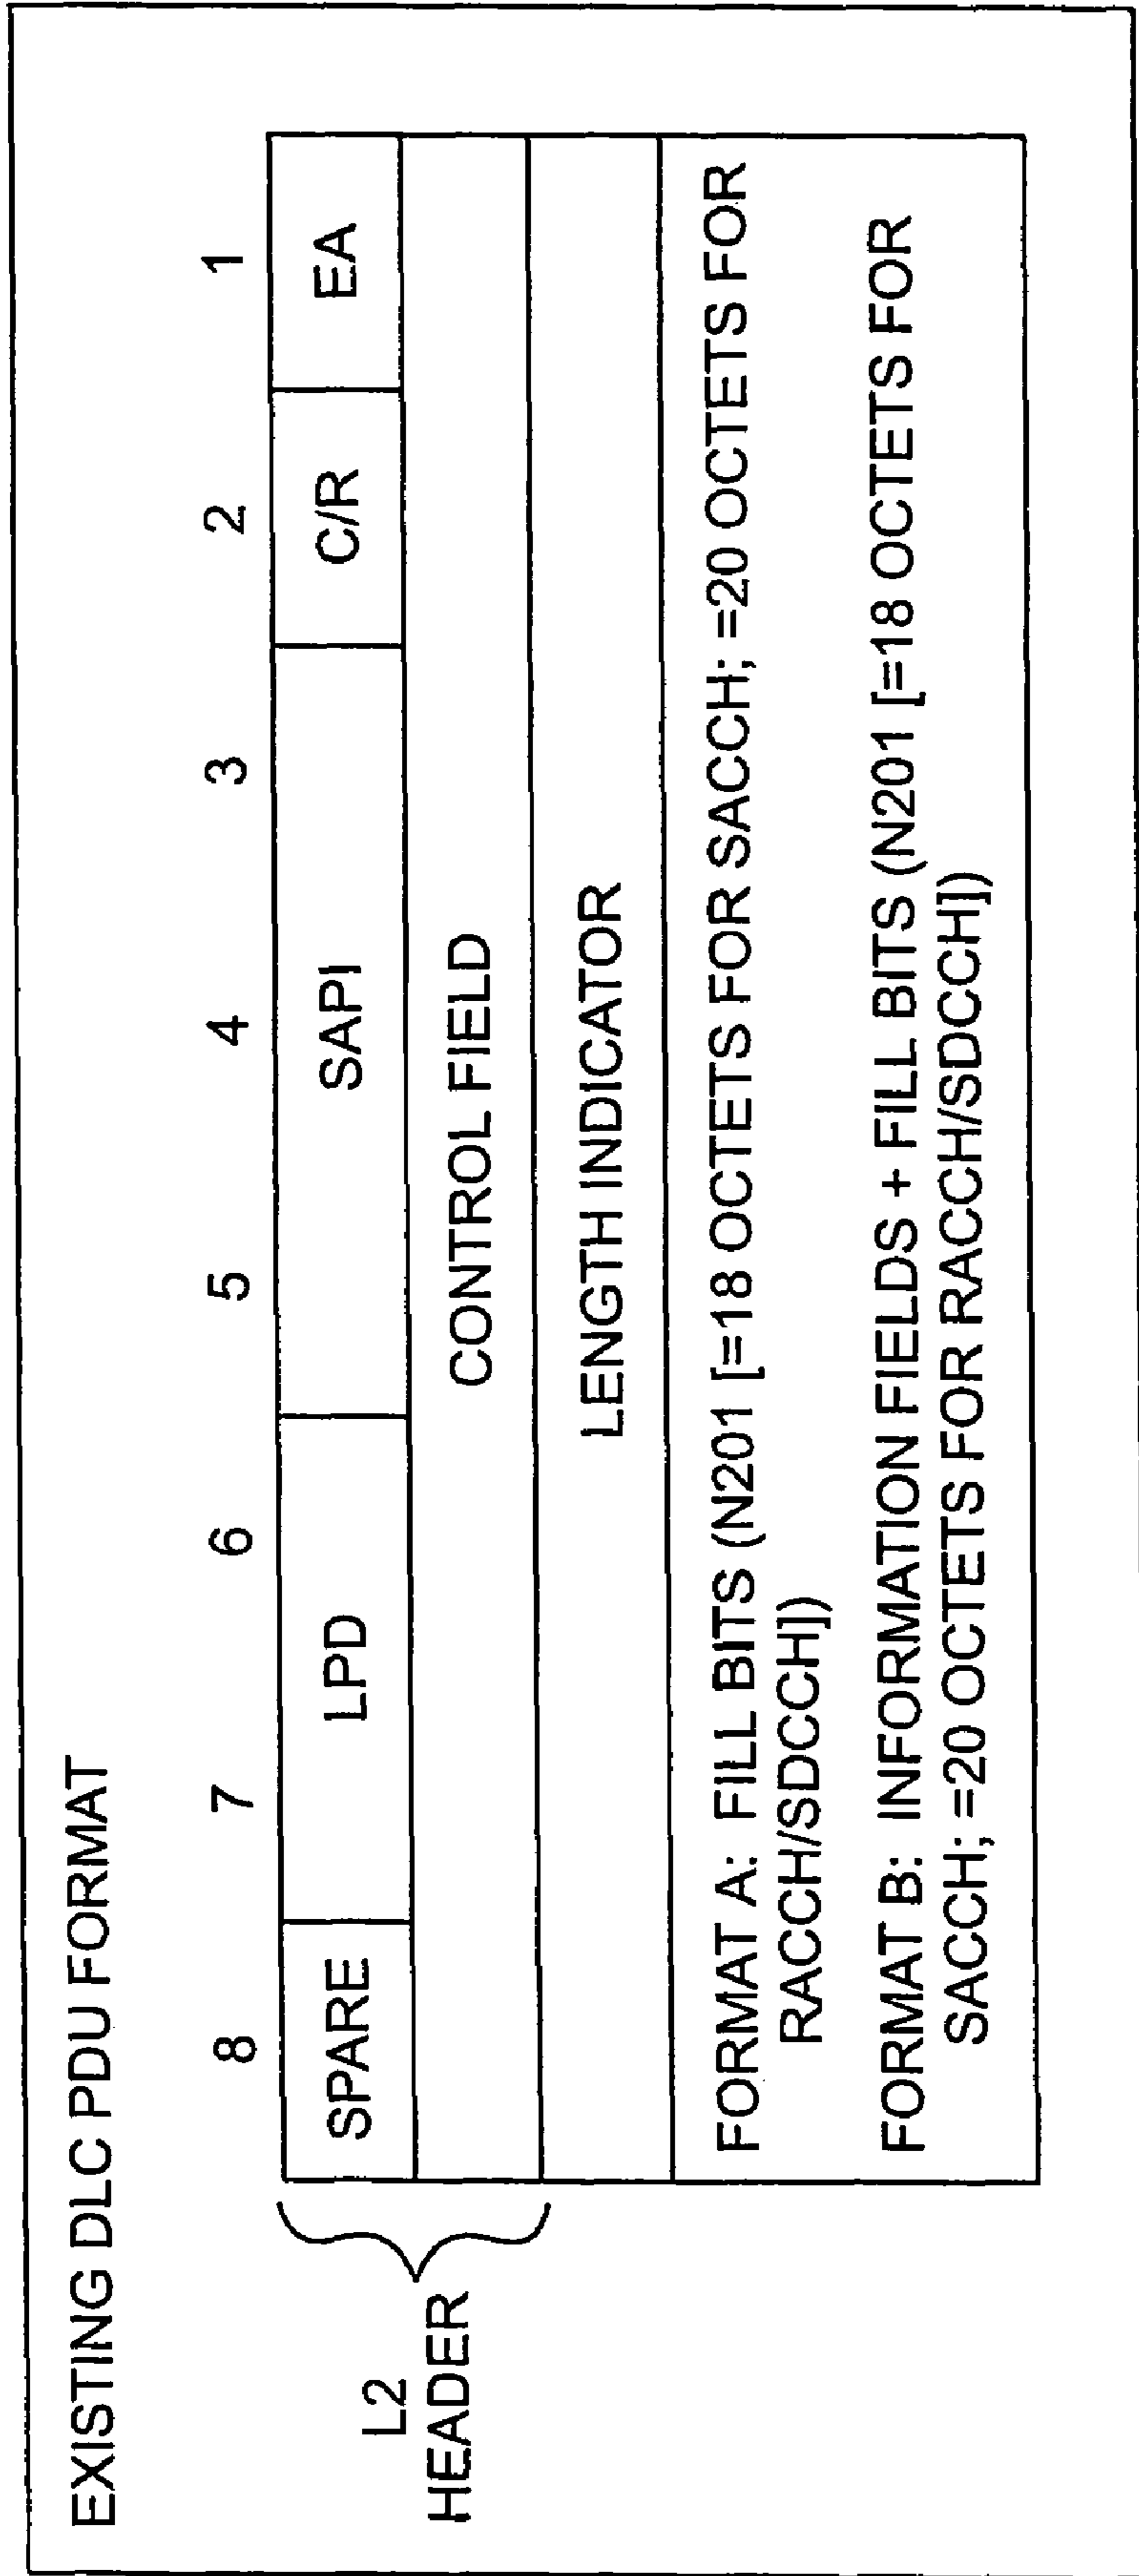 EXISTING DLC PDU FORMAT
8 7 6 5 4 3 2 1
L2
HEADER
SPARE LPD SAPI C/R EA
CONTROL FIELD
LENGTH INDICATOR
FORMAT A: FILL BITS (N201 [=18 OCTETS FOR SACCH; =20 OCTETS FOR
RACCH/SDCCH])
FORMAT B: INFORMATION FIELDS + FILL BITS (N201 [=18 OCTETS FOR
SACCH; =20 OCTETS FOR RACCH/SDCCH])